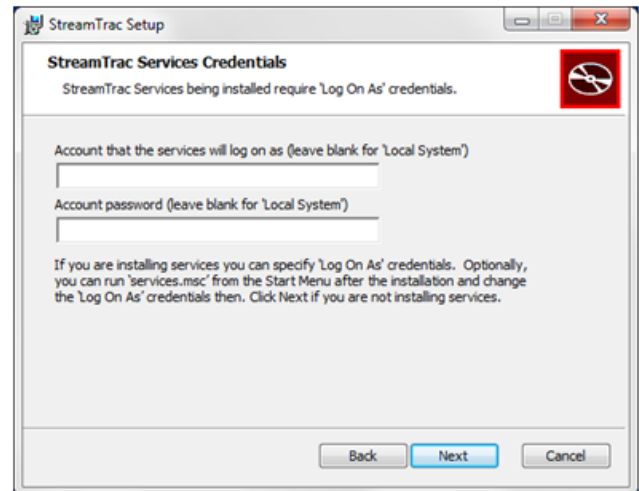 StreamTrac Setup
StreamTrac Services Credentials
StreamTrac Services being installed require 'Log On As' credentials.
Account that the services will log on as (leave blank for 'Local System')
Account password (leave blank for 'Local System')
If you are installing services you can specify 'Log On As' credentials. Optionally,
you can run 'services.msc' from the Start Menu after the installation and change
the 'Log On As' credentials then. Click Next if you are not installing services.
Back Next Cancel